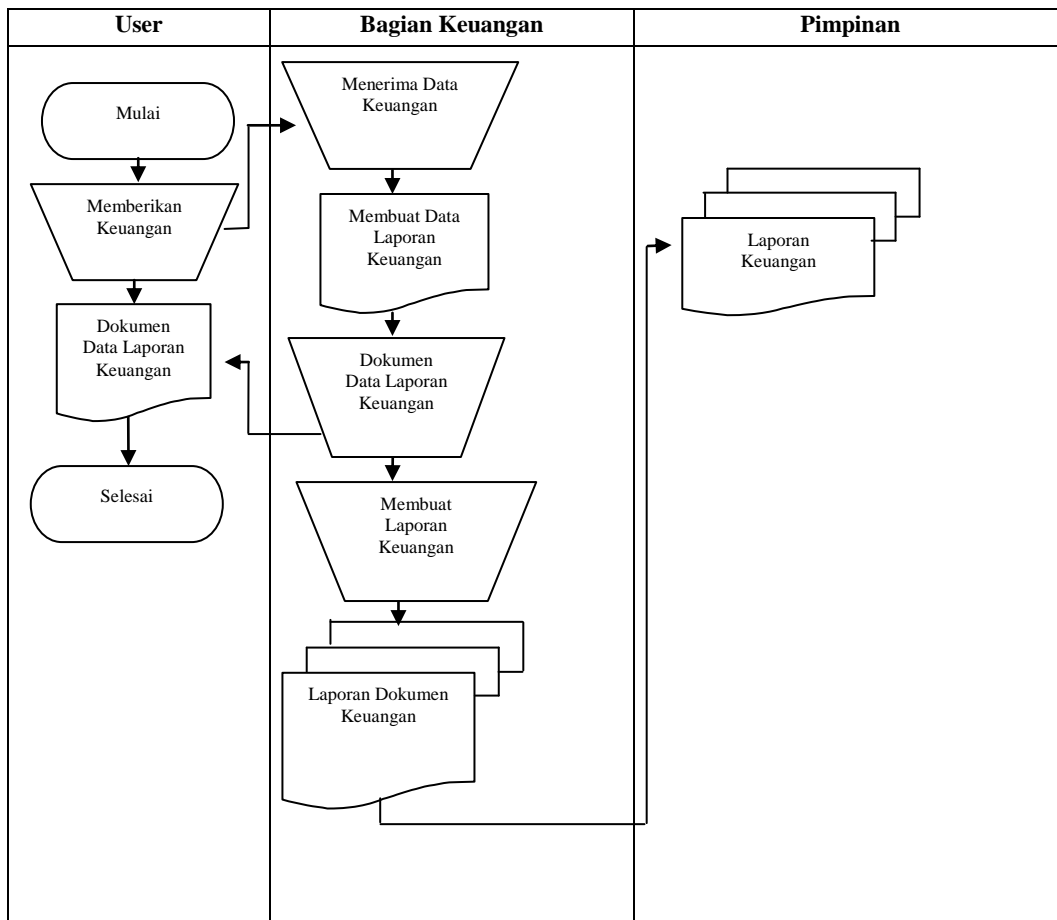 User
Bagian Keuangan
Pimpinan
Mulai
Memberikan
Keuangan
Dokumen
Data Laporan
Keuangan
Selesai
Menerima Data
Keuangan
Membuat Data
Laporan
Keuangan
Dokumen
Data Laporan
Keuangan
Membuat
Laporan
Keuangan
Laporan Dokumen
Keuangan
Laporan
Keuangan